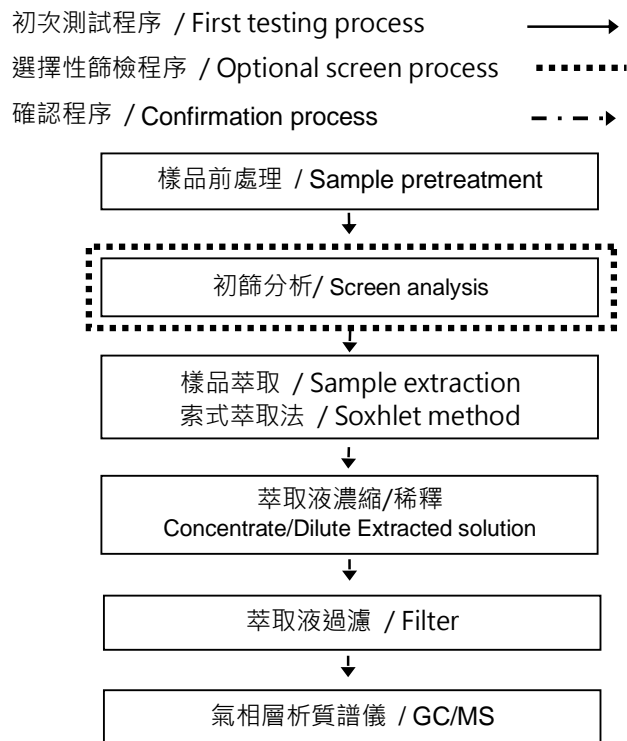 初次測試程序 / First testing process
選擇性篩檢程序 / Optional screen process
確認程序 / Confirmation process
樣品前處理 / Sample pretreatment
初篩分析/ Screen analysis
樣品萃取 / Sample extraction
索式萃取法 / Soxhlet method
萃取液濃縮/稀釋
Concentrate/Dilute Extracted solution
萃取液過濾 / Filter
氣相層析質譜儀 / GC/MS